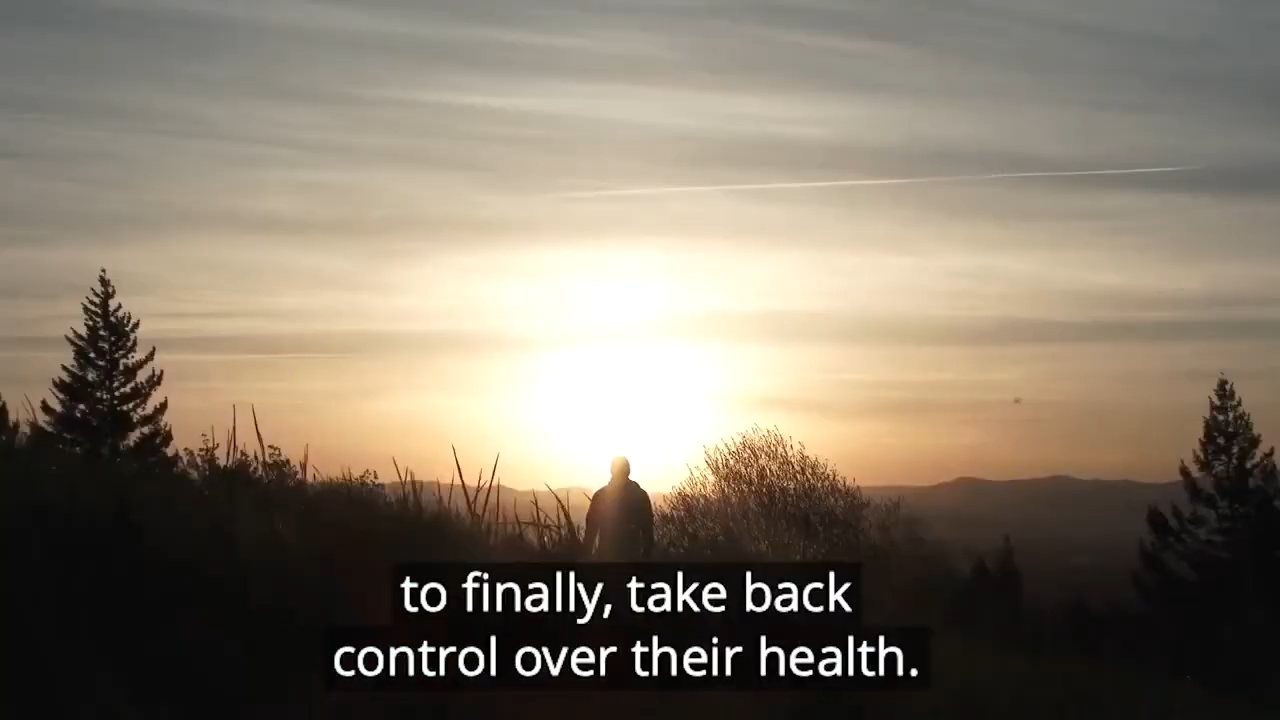 to finally, take back
control over their health.